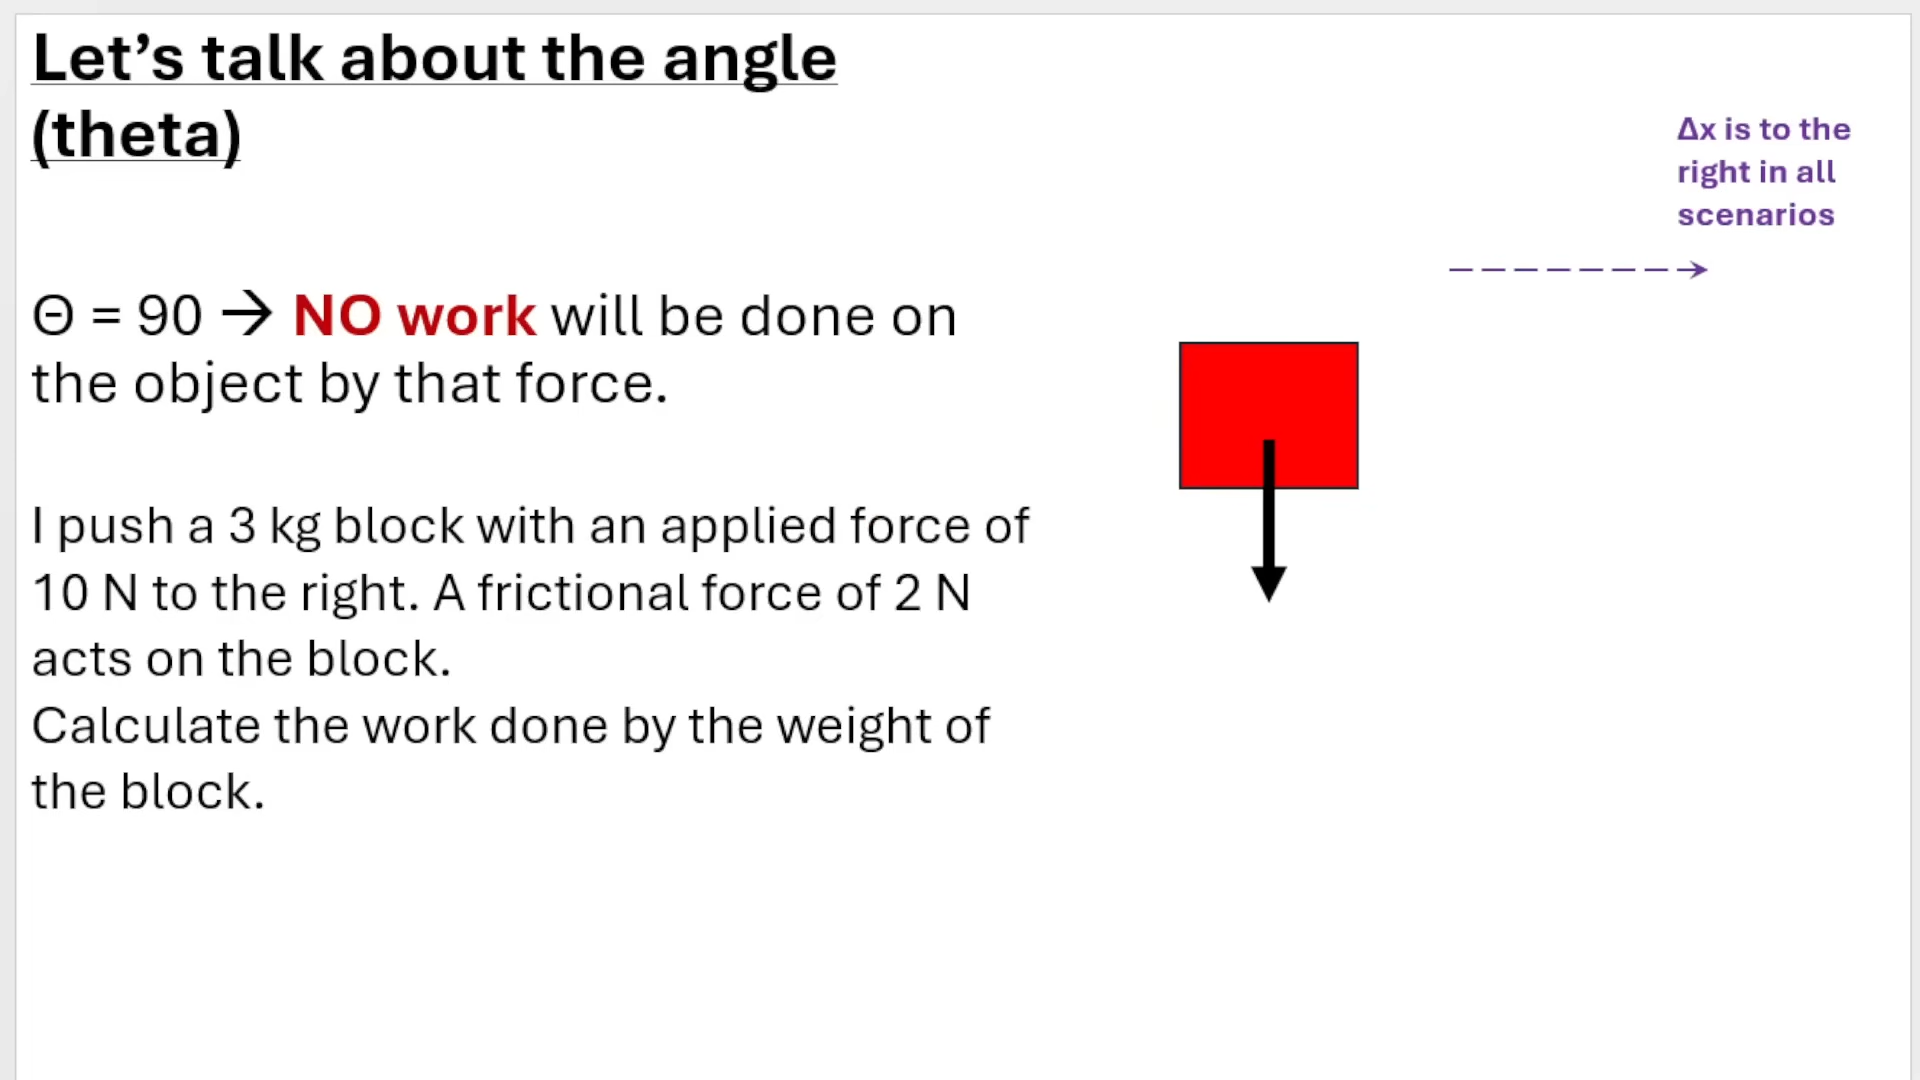 Let’s talk about the angle
(theta)
Δx is to the
right in all
scenarios
Θ = 90 → NO work will be done on
the object by that force.
I push a 3 kg block with an applied force of
10 N to the right. A frictional force of 2 N
acts on the block.
Calculate the work done by the weight of
the block.